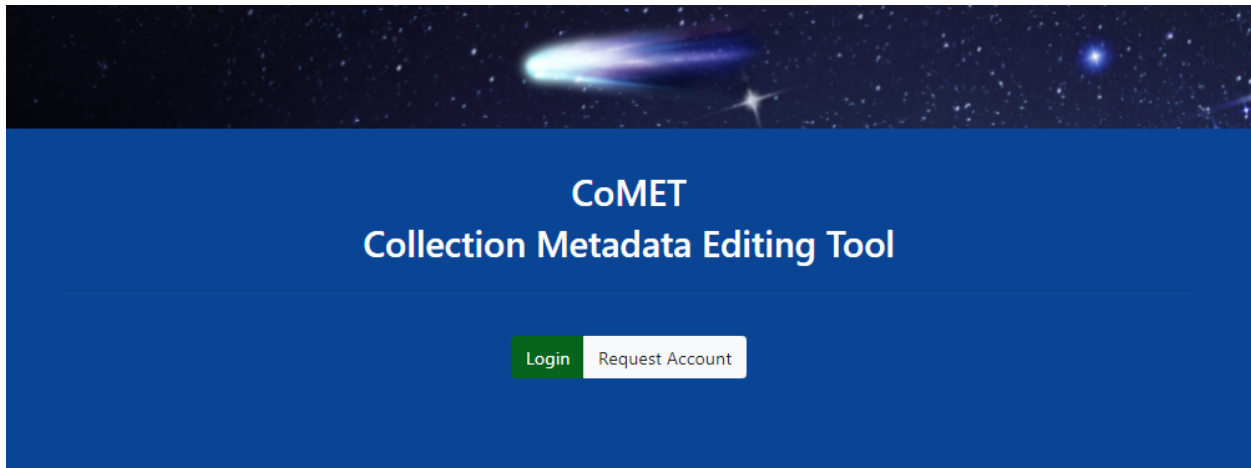 CoMET
Collection Metadata Editing Tool
Login
Request Account